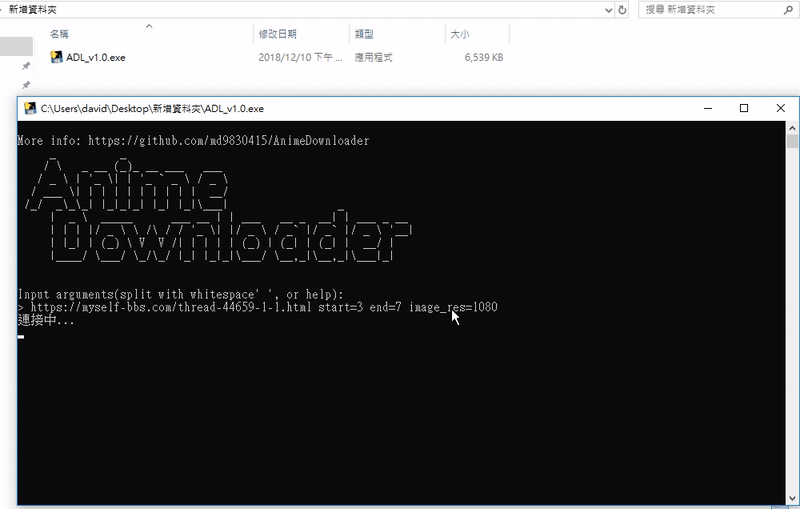 新增資料夾
搜尋 新增資料夾
名稱 修改日期 類型 大小
ADL_v1.0.exe 2018/12/10 下午 ... 應用程式 6,539 KB
C:\Users\david\Desktop\新增資料夾\ADL_v1.0.exe
More info: https://github.com/md9830415/AnimeDownloader
Anime
Downloader
Input arguments(split with whitespace' ', or help):
> https://myself-bbs.com/thread-44659-1-1.html start=3 end=7 image_res=1080
連接中...